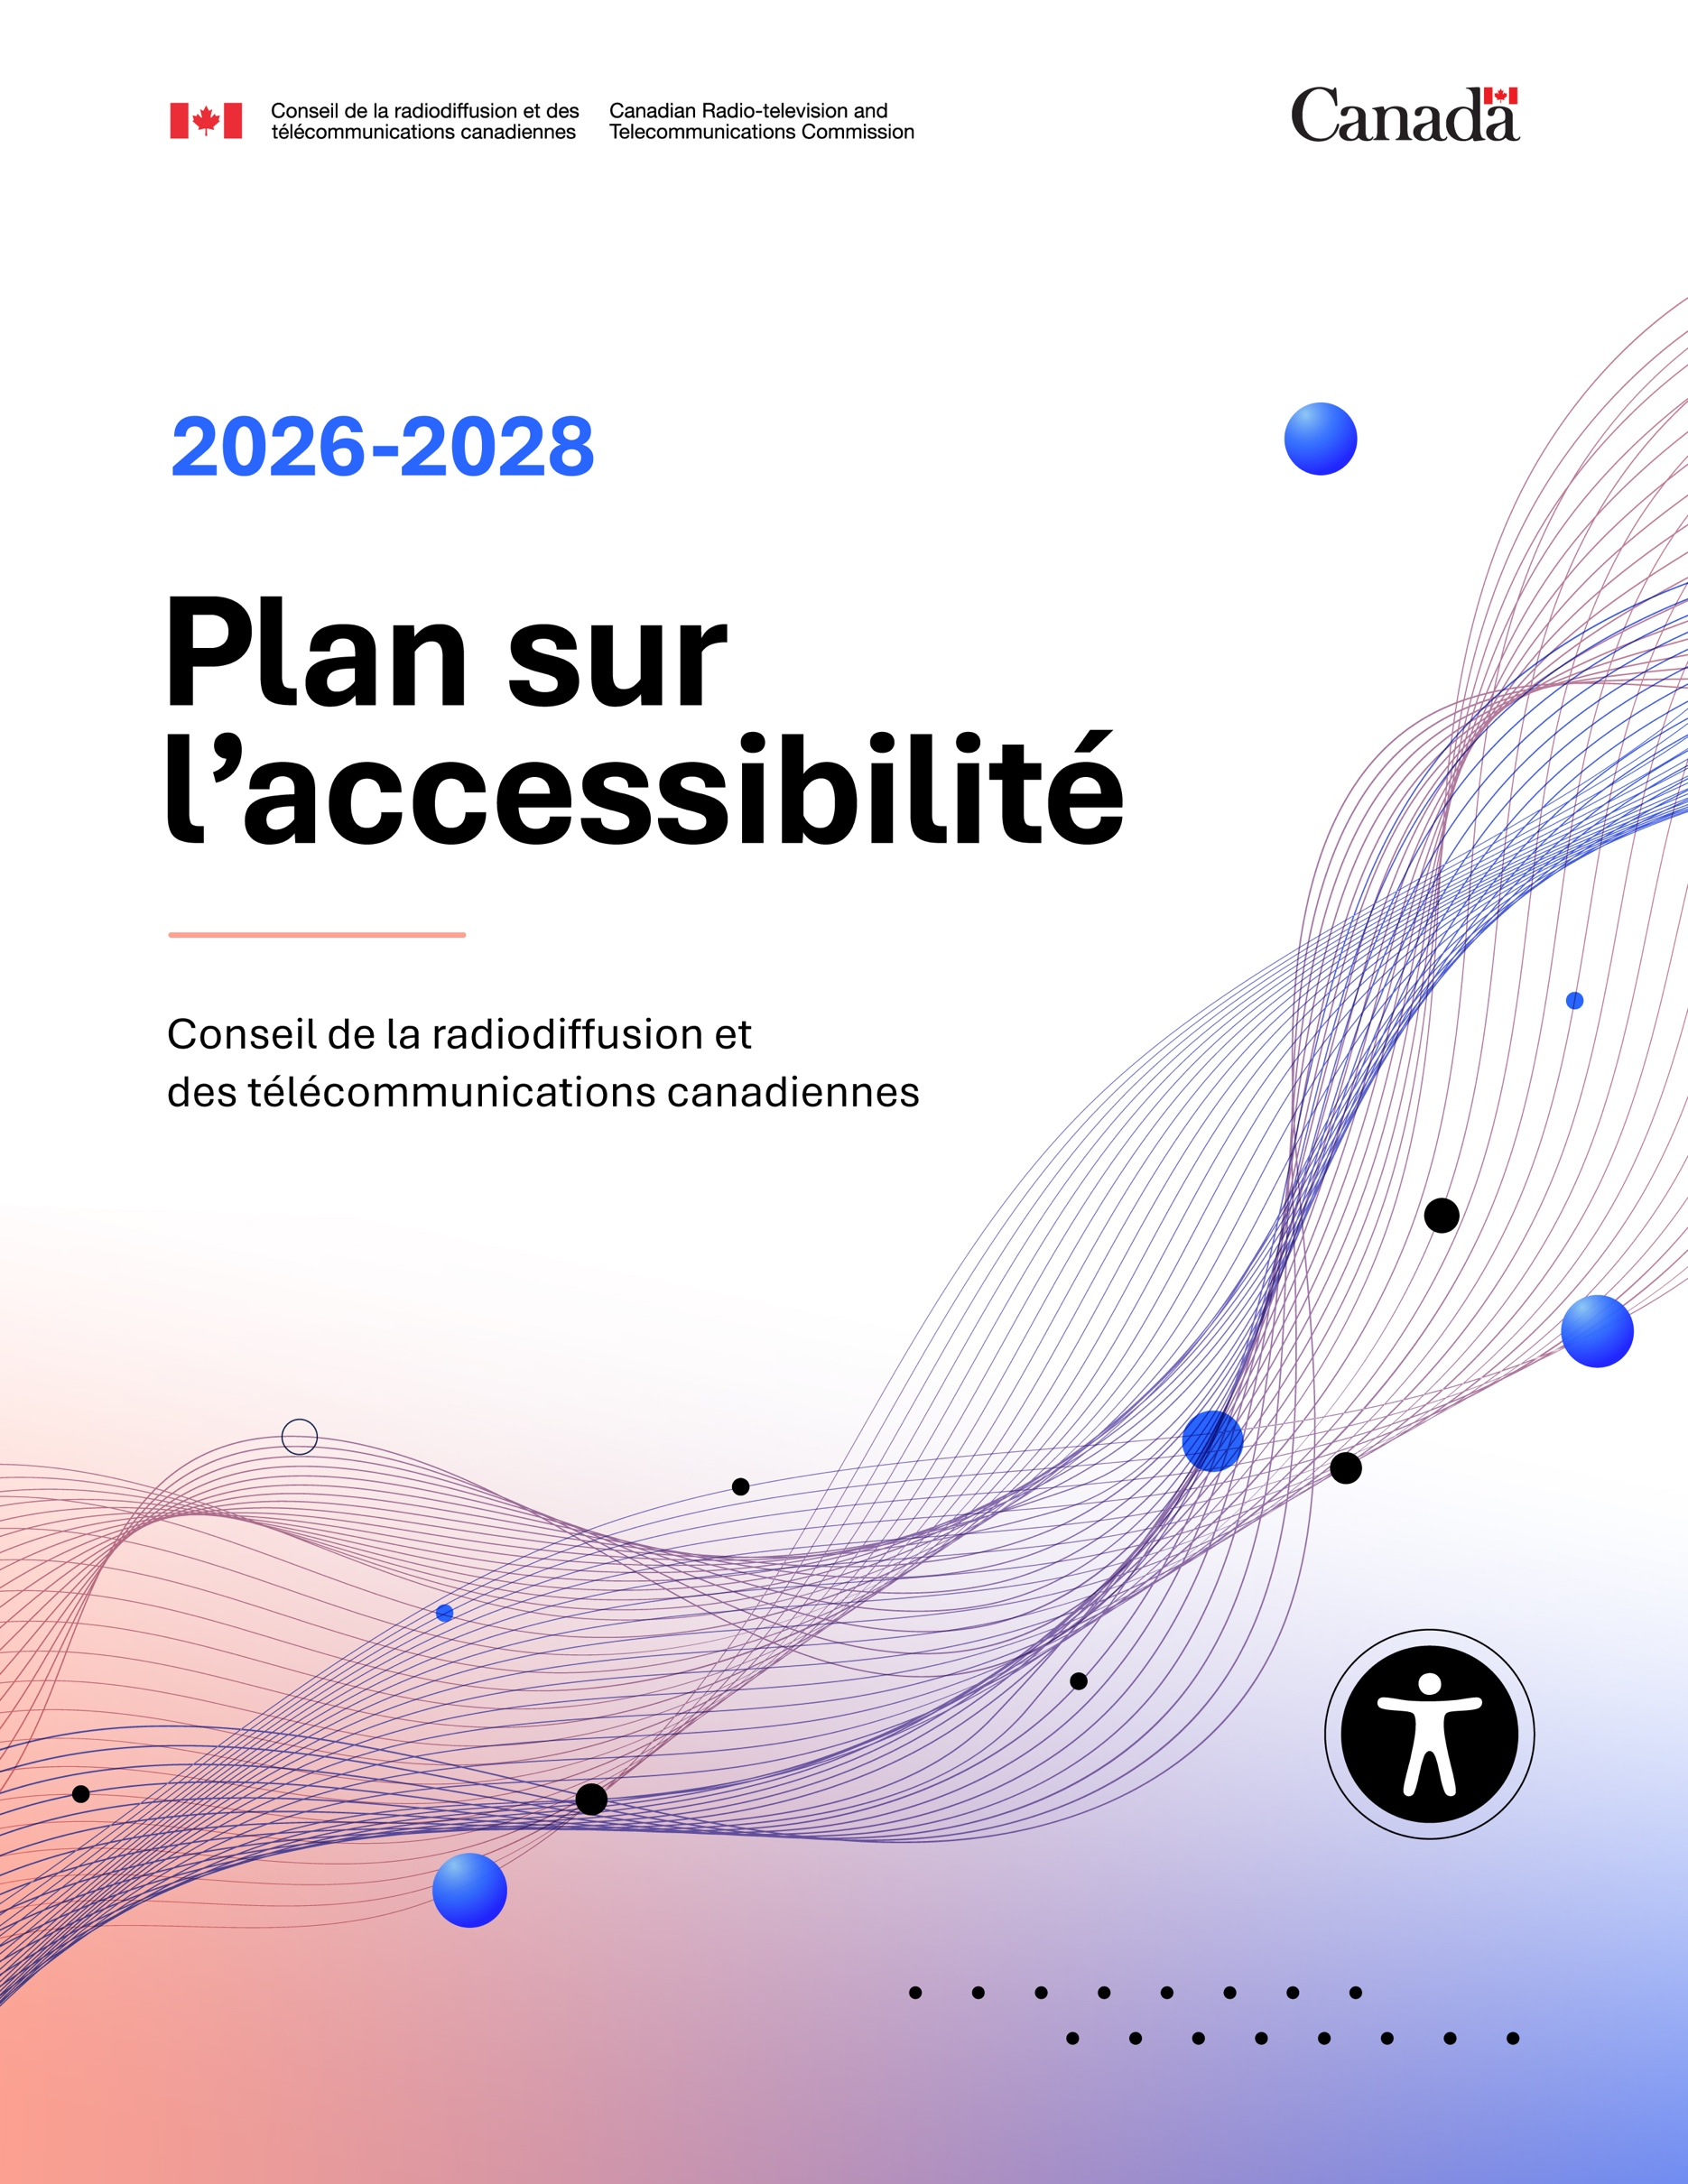 Conseil de la radiodiffusion et des
télécommunications canadiennes
Canadian Radio-television and
Telecommunications Commission
Canada
2026-2028
Plan sur
l’accessibilité
Conseil de la radiodiffusion et
des télécommunications canadiennes